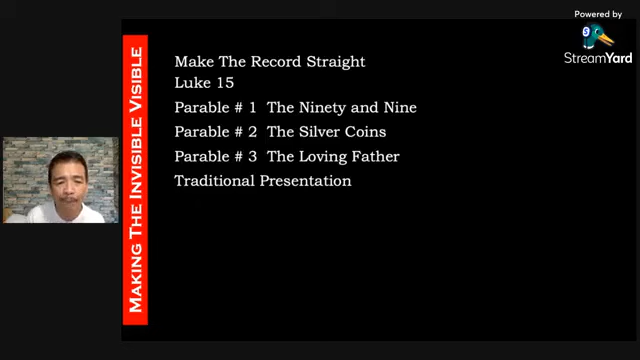 Powered by
StreamYard
MAKING THE INVISIBLE VISIBLE
Make The Record Straight
Luke 15
Parable # 1 The Ninety and Nine
Parable # 2 The Silver Coins
Parable # 3 The Loving Father
Traditional Presentation